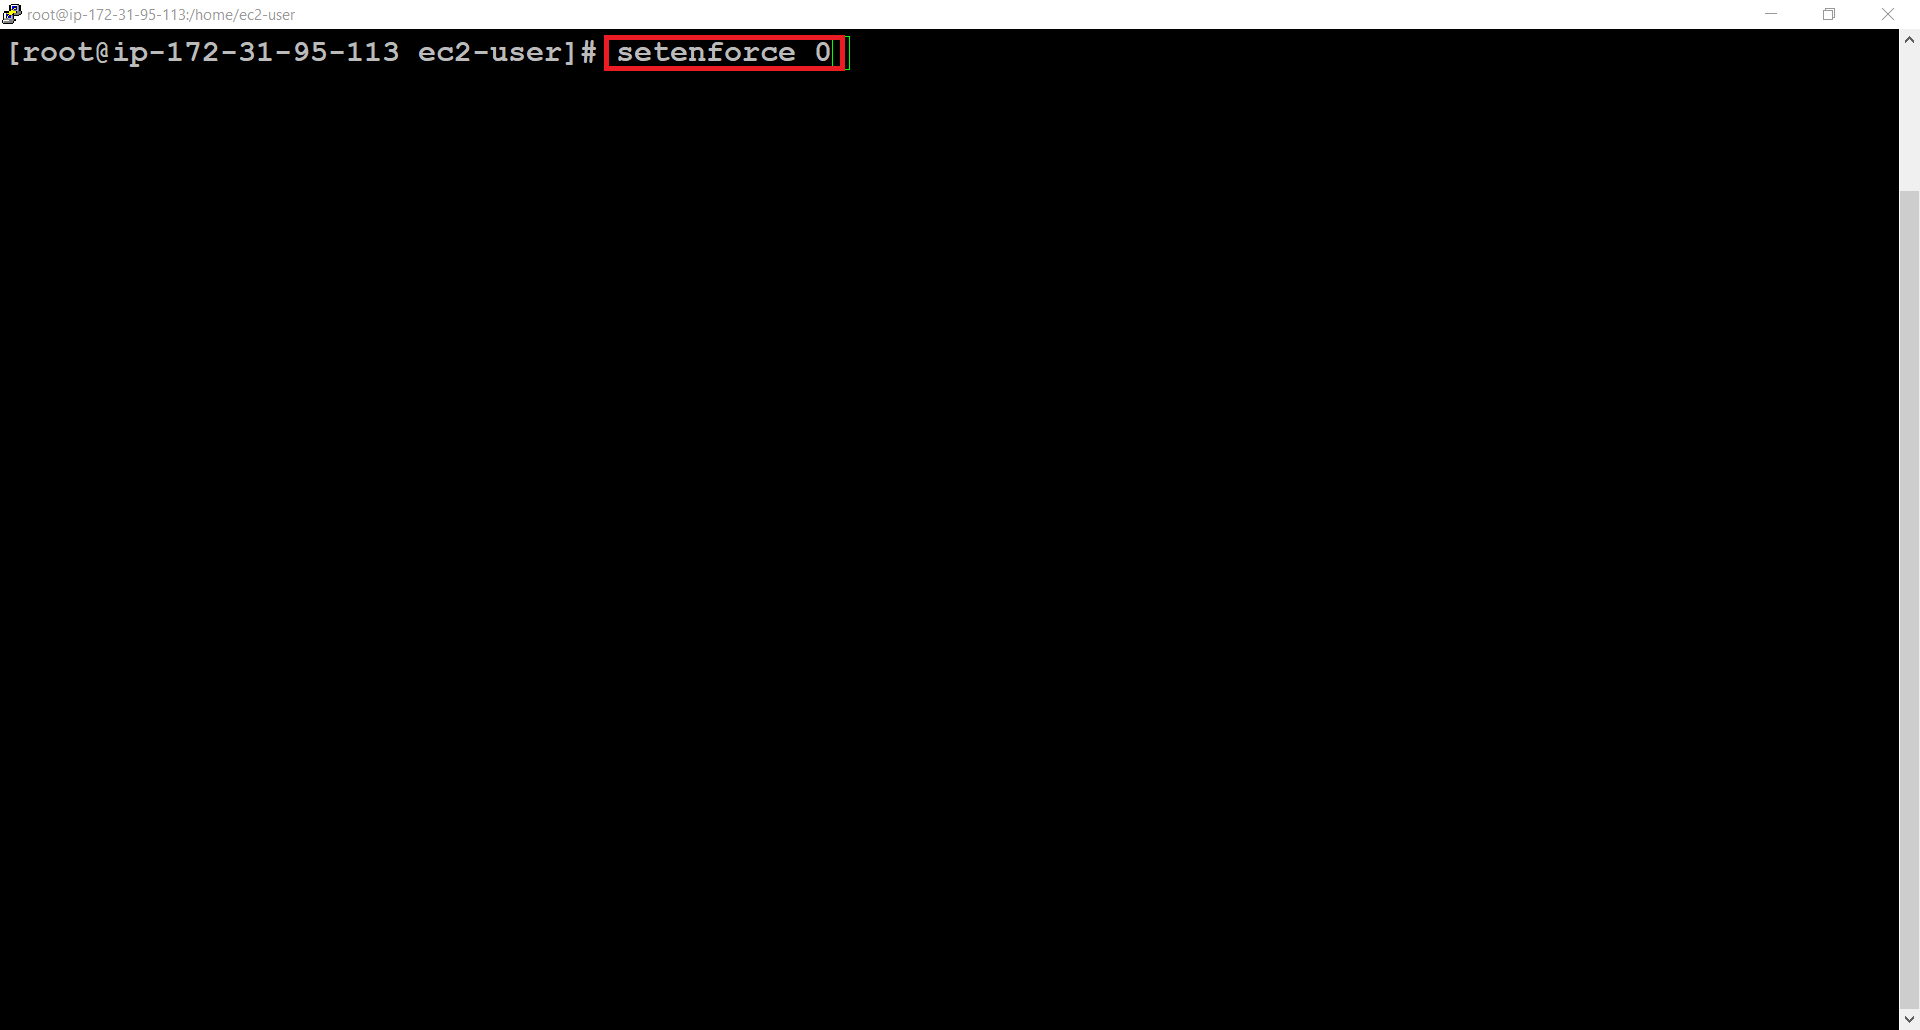 root@ip-172-31-95-113:/home/ec2-user
[root@ip-172-31-95-113 ec2-user]# setenforce 0